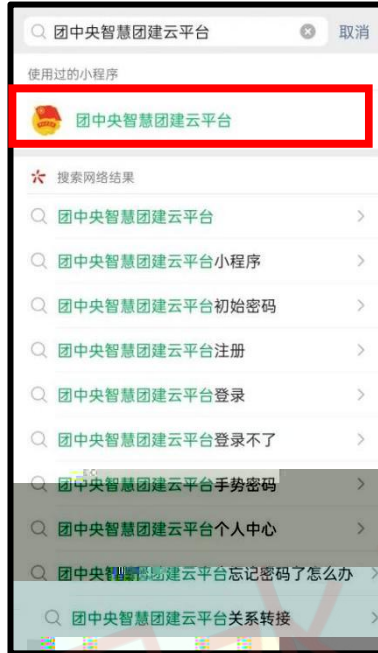 团中央智慧团建云平台 取消
使用过的小程序
团中央智慧团建云平台
搜索网络结果
团中央智慧团建云平台
团中央智慧团建云平台小程序
团中央智慧团建云平台初始密码
团中央智慧团建云平台注册
团中央智慧团建云平台登录
团中央智慧团建云平台登录不了
团中央智慧团建云平台手势密码
团中央智慧团建云平台个人中心
团中央智慧团建云平台忘记密码了怎么办
团中央智慧团建云平台关系转接